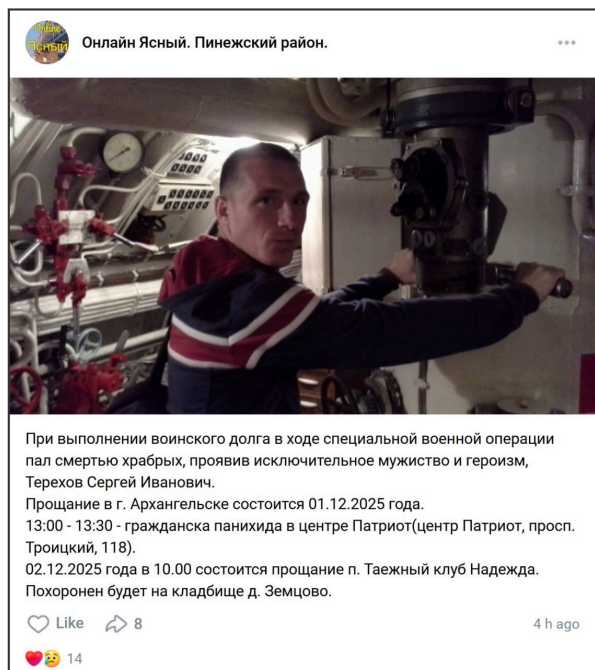 Онлайн Ясный
Онлайн Ясный. Пинежский район.
При выполнении воинского долга в ходе специальной военной операции
пал смертью храбрых, проявив исключительное мужество и героизм,
Терехов Сергей Иванович.
Прощание в г. Архангельске состоится 01.12.2025 года.
13:00 - 13:30 - гражданска панихида в центре Патриот(центр Патриот, просп.
Троицкий, 118).
02.12.2025 года в 10.00 состоится прощание п. Таежный клуб Надежда.
Похоронен будет на кладбище д. Земцово.
Like 8 4 h ago
14